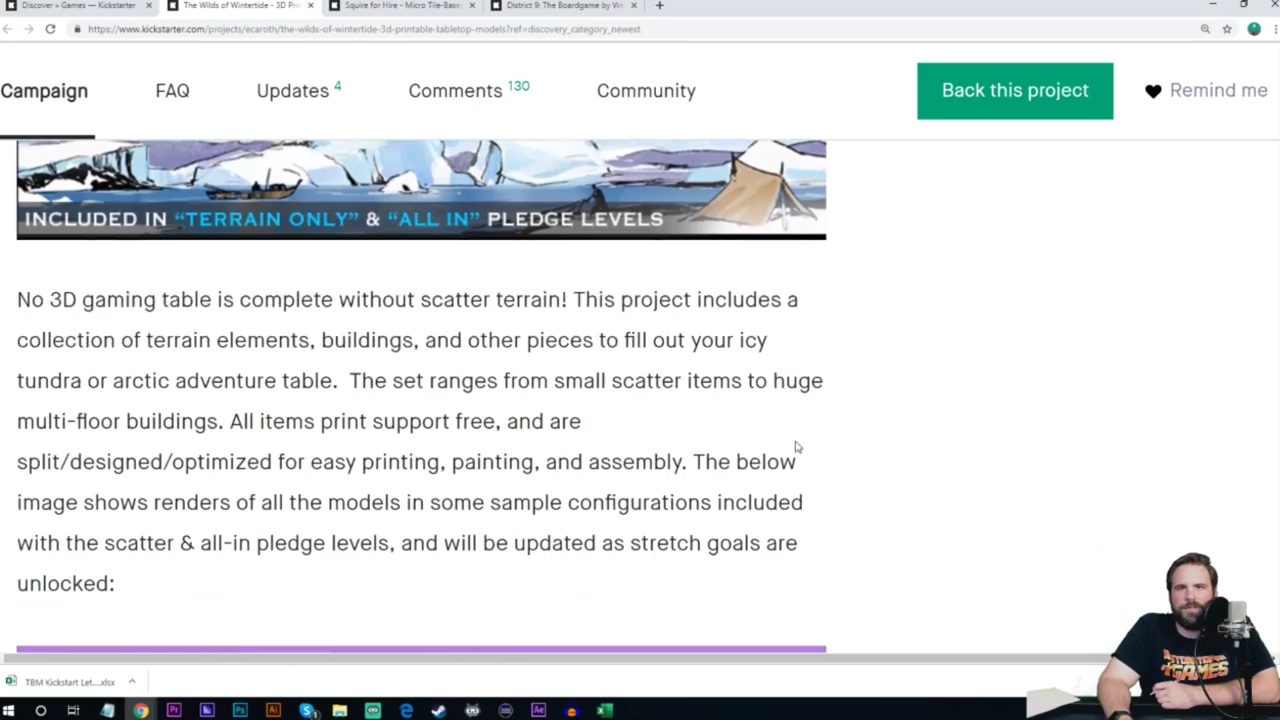 Discover » Games — Kickstarter
The Wilds of Wintertide - 3D Pri
Squire for Hire - Micro Tile-Base
District 9: The Boardgame by We
https://www.kickstarter.com/projects/ecaroth/the-wilds-of-wintertide-3d-printable-tabletop-models?ref=discovery_category_newest
Campaign
FAQ
Updates 4
Comments 130
Community
Back this project
Remind me
INCLUDED IN “TERRAIN ONLY” & “ALL IN” PLEDGE LEVELS
No 3D gaming table is complete without scatter terrain! This project includes a
collection of terrain elements, buildings, and other pieces to fill out your icy
tundra or arctic adventure table. The set ranges from small scatter items to huge
multi-floor buildings. All items print support free, and are
split/designed/optimized for easy printing, painting, and assembly. The below
image shows renders of all the models in some sample configurations included
with the scatter & all-in pledge levels, and will be updated as stretch goals are
unlocked:
GAMES
TBM Kickstart Let....xlsx
Pr
Ps
Ai
S
Ae